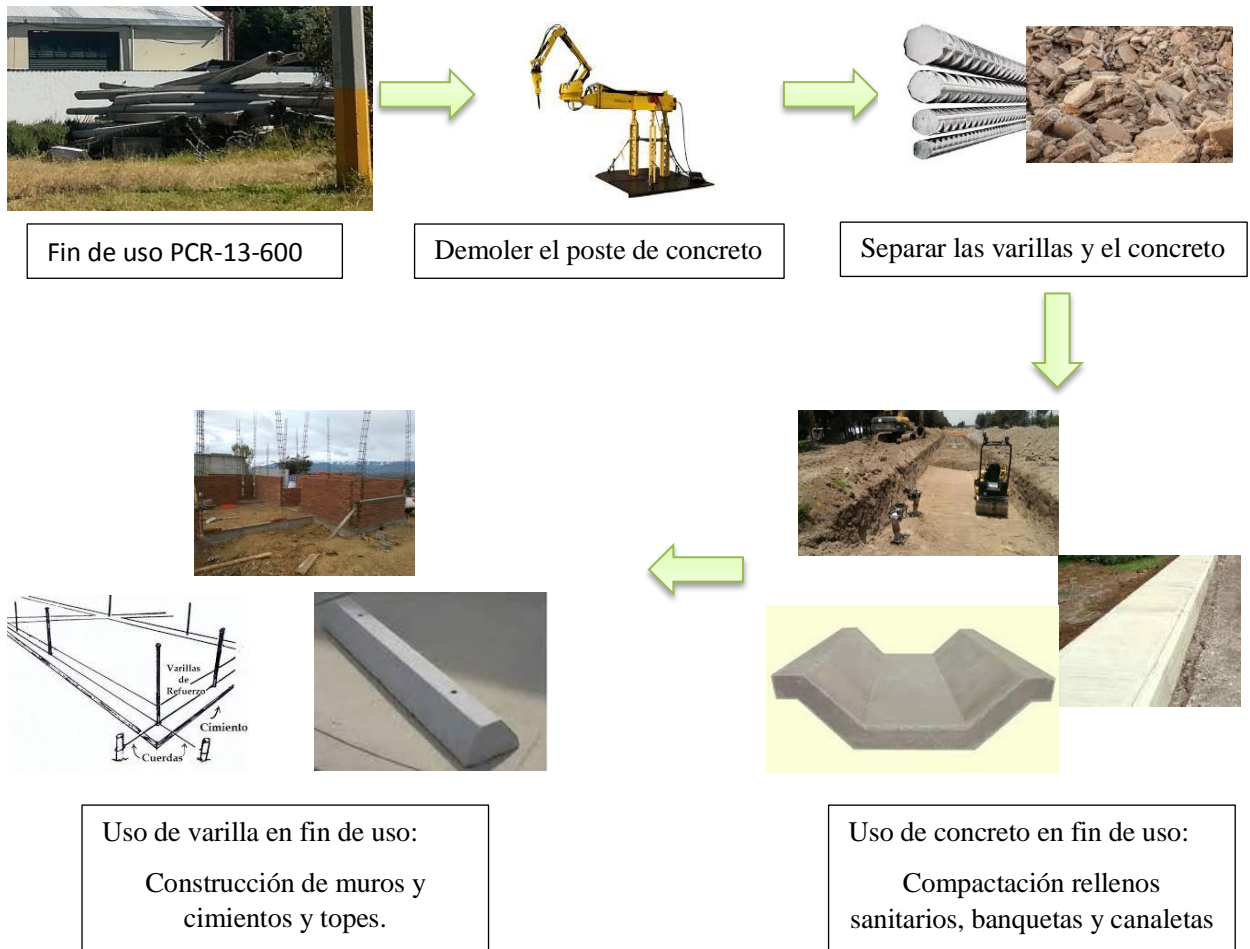 Fin de uso PCR-13-600
Demoler el poste de concreto
Separar las varillas y el concreto
Varillas
de
Refuerzo
Cimiento
Cuerdas
Uso de varilla en fin de uso:
Construcción de muros y
cimientos y topes.
Uso de concreto en fin de uso:
Compactación rellenos
sanitarios, banquetas y canaletas